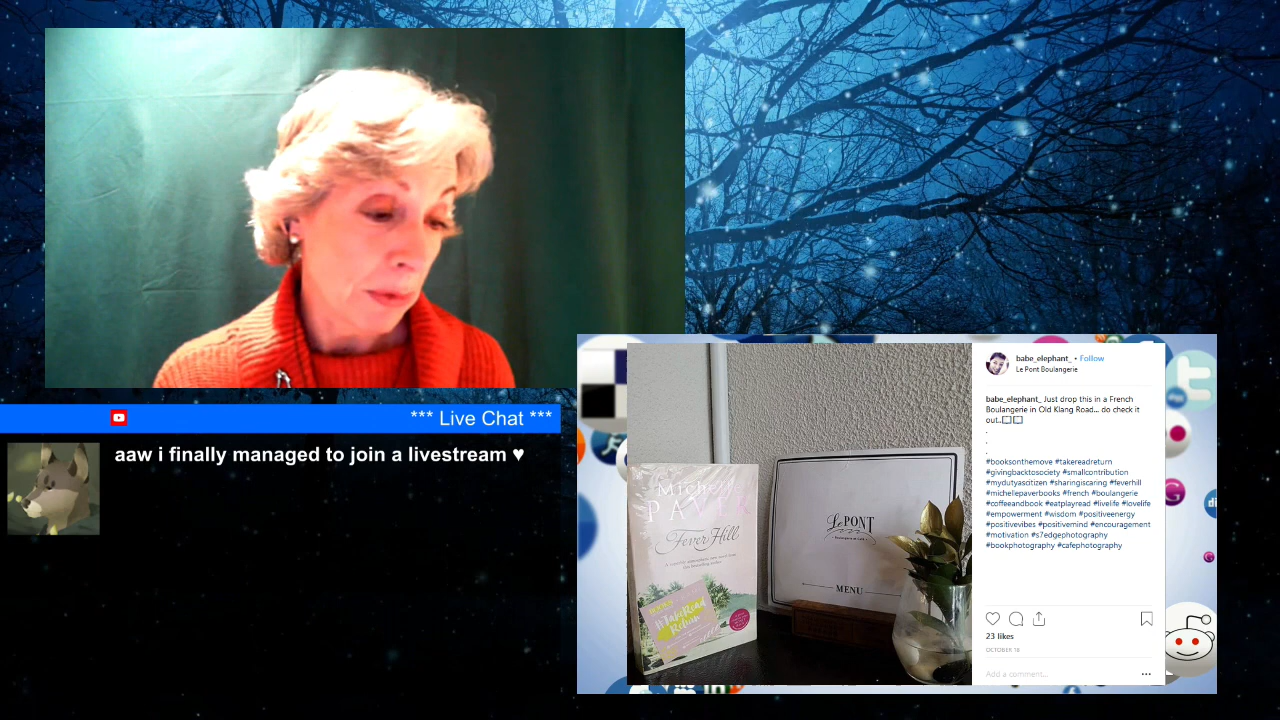 *** Live Chat ***
aaw i finally managed to join a livestream ♥
Michelle
PAVER
Fever Hill
#TakeRead
Return
Le PONT
MENU
babe_elephant_ • Follow
Le Pont Boulangerie
babe_elephant_ Just drop this in a French
Boulangerie in Old Klang Road... do check it
out..
.
.
.
#booksonthemove #takereadreturn
#givingbacktosociety #smallcontribution
#mydutyascitizen #sharingiscaring #feverhill
#michellepaverbooks #french #boulangerie
#coffeeandbook #eatplayread #livelife #lovelife
#empowerment #wisdom #positiveenergy
#positivevibes #positivemind #encouragement
#motivation #s7edgephotography
#bookphotography #cafephotography
23 likes
OCTOBER 18
Add a comment...